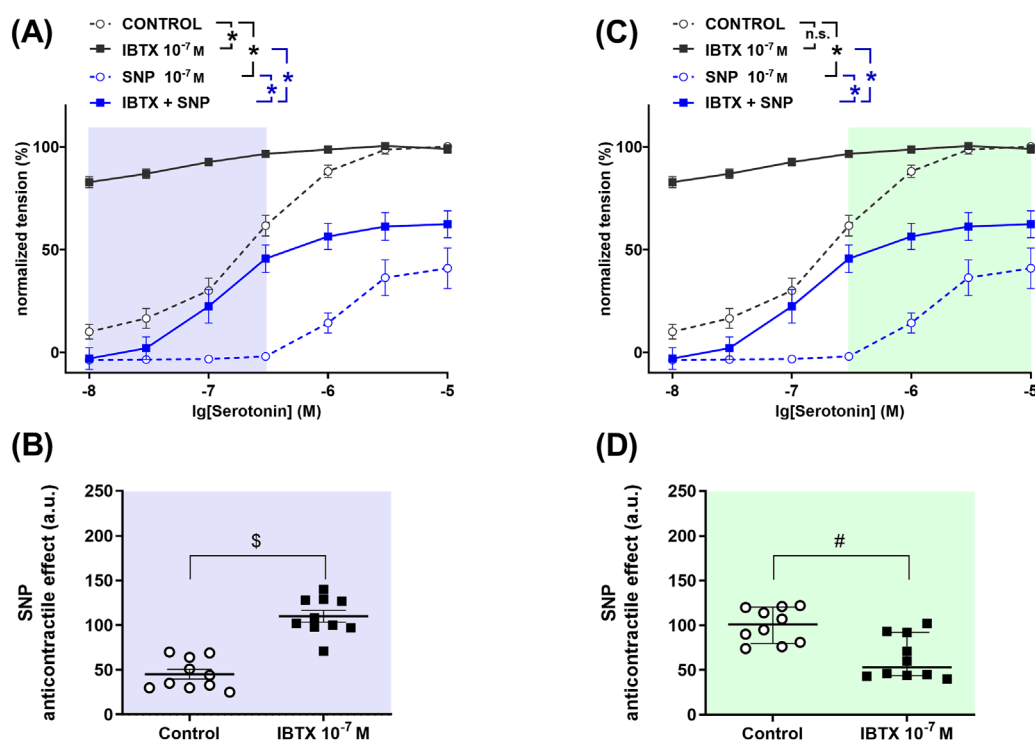 (A)
CONTROL
IBTX 10⁻⁷ M
SNP 10⁻⁷ M
IBTX + SNP
*
*
*
*
normalized tension (%)
100
50
0
-8
-7
-6
-5
lg[Serotonin] (M)
(C)
CONTROL
IBTX 10⁻⁷ M
SNP 10⁻⁷ M
IBTX + SNP
n.s.
*
*
*
normalized tension (%)
100
50
0
-8
-7
-6
-5
lg[Serotonin] (M)
(B)
SNP
anticontractile effect (a.u.)
250
200
150
100
50
0
$
Control
IBTX 10⁻⁷ M
(D)
SNP
anticontractile effect (a.u.)
250
200
150
100
50
0
#
Control
IBTX 10⁻⁷ M